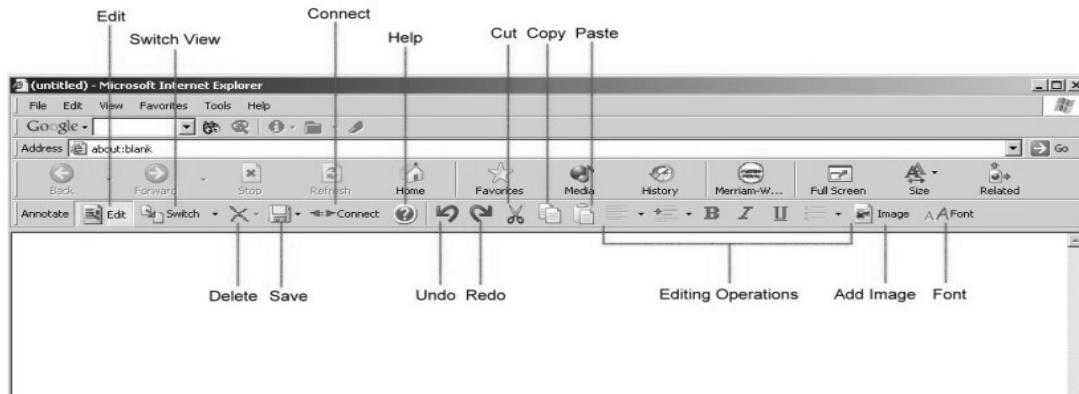 Edit
Connect
Switch View
Help
Cut Copy Paste
(untitled) - Microsoft Internet Explorer
File Edit View Favorites Tools Help
Google
Address about:blank Go
Back Forward Stop Refresh Home Favorites Media History Merriam-W... Full Screen Size Related
Annotate Edit Switch Connect B I U Image AA Font
Delete Save Undo Redo Editing Operations Add Image Font